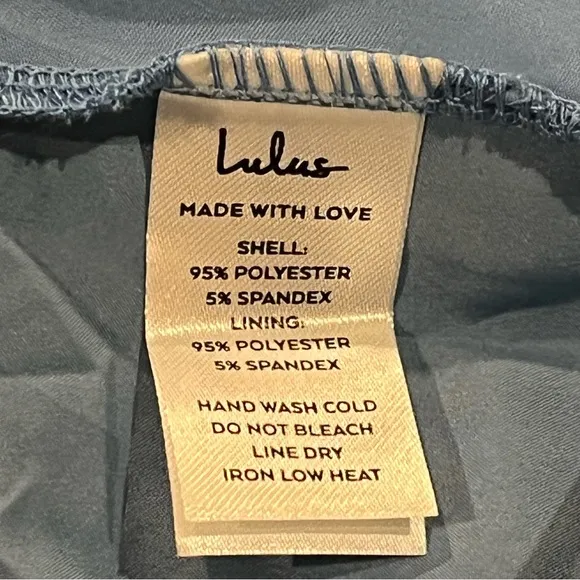 Lulus
MADE WITH LOVE
SHELL:
95% POLYESTER
5% SPANDEX
LINING:
95% POLYESTER
5% SPANDEX
HAND WASH COLD
DO NOT BLEACH
LINE DRY
IRON LOW HEAT